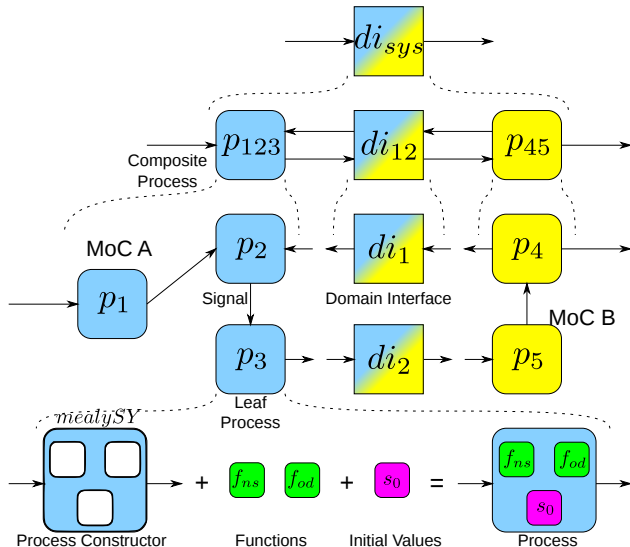 di_sys
p_123
di_12
p_45
Composite
Process
MoC A
p_2
di_1
p_4
p_1
Signal
Domain Interface
MoC B
p_3
di_2
p_5
Leaf
Process
mealySY
+ f_ns f_od + s_0 = f_ns f_od
s_0
Process Constructor Functions Initial Values Process